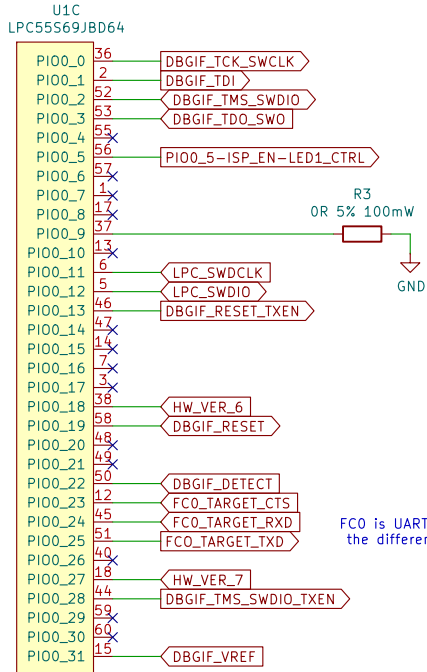 U1C
LPC55S69JBD64
PIO0_0 36 DBGIF_TCK_SWCLK
PIO0_1 2 DBGIF_TDI
PIO0_2 52 DBGIF_TMS_SWDIO
PIO0_3 53 DBGIF_TDO_SWO
PIO0_4 55
PIO0_5 56 PIO0_5-ISP_EN-LED1_CTRL
PIO0_6 57
PIO0_7 1
PIO0_8 17
R3
0R 5% 100mW
PIO0_9 37
PIO0_10 13
GND
PIO0_11 6 LPC_SWDCLK
PIO0_12 5 LPC_SWDIO
PIO0_13 46 DBGIF_RESET_TXEN
PIO0_14 47
PIO0_15 14
PIO0_16 7
PIO0_17 3
PIO0_18 38 HW_VER_6
PIO0_19 58 DBGIF_RESET
PIO0_20 48
PIO0_21 49
PIO0_22 50 DBGIF_DETECT
PIO0_23 12 FC0_TARGET_CTS
PIO0_24 45 FC0_TARGET_RXD
FC0 is UART
PIO0_25 51 FC0_TARGET_TXD
the differen
PIO0_26 40
PIO0_27 18 HW_VER_7
PIO0_28 44 DBGIF_TMS_SWDIO_TXEN
PIO0_29 59
PIO0_30 60
PIO0_31 15 DBGIF_VREF